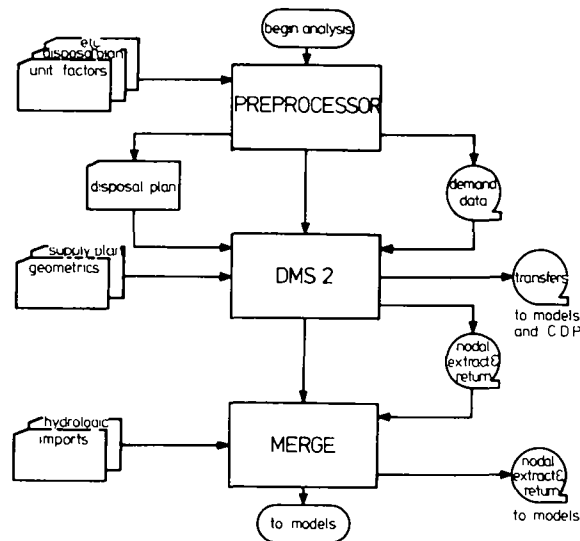 begin analysis
etc
disposal plan
unit factors
PREPROCESSOR
disposal plan
demand
data
supply plan
geometrics
DMS 2
transfers
to models
and CDP
nodal
extract&
return
hydrologic
imports
MERGE
nodal
extract&
return
to models
to models